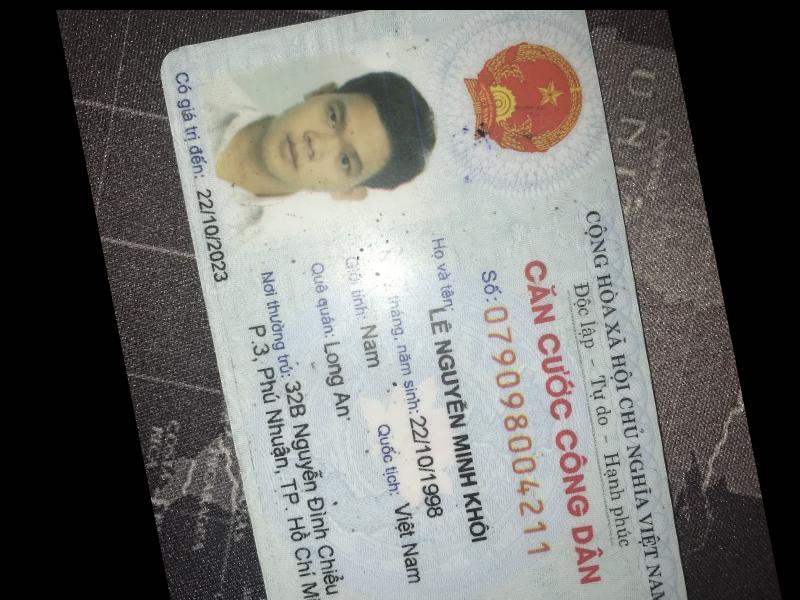 CỘNG HÒA XÃ HỘI CHỦ NGHĨA VIỆT NAM
Độc lập - Tự do - Hạnh phúc
CĂN CƯỚC CÔNG DÂN
Số: 079098004211
Họ và tên: LÊ NGUYỄN MINH KHÔI
tháng, năm sinh: 22/10/1998
Giới tính: Nam Quốc tịch: Việt Nam
Quê quán: Long An
Nơi thường trú: 32B Nguyễn Đình Chiểu
P.3, Phú Nhuận, TP. Hồ Chí
Có giá trị đến: 22/10/2023